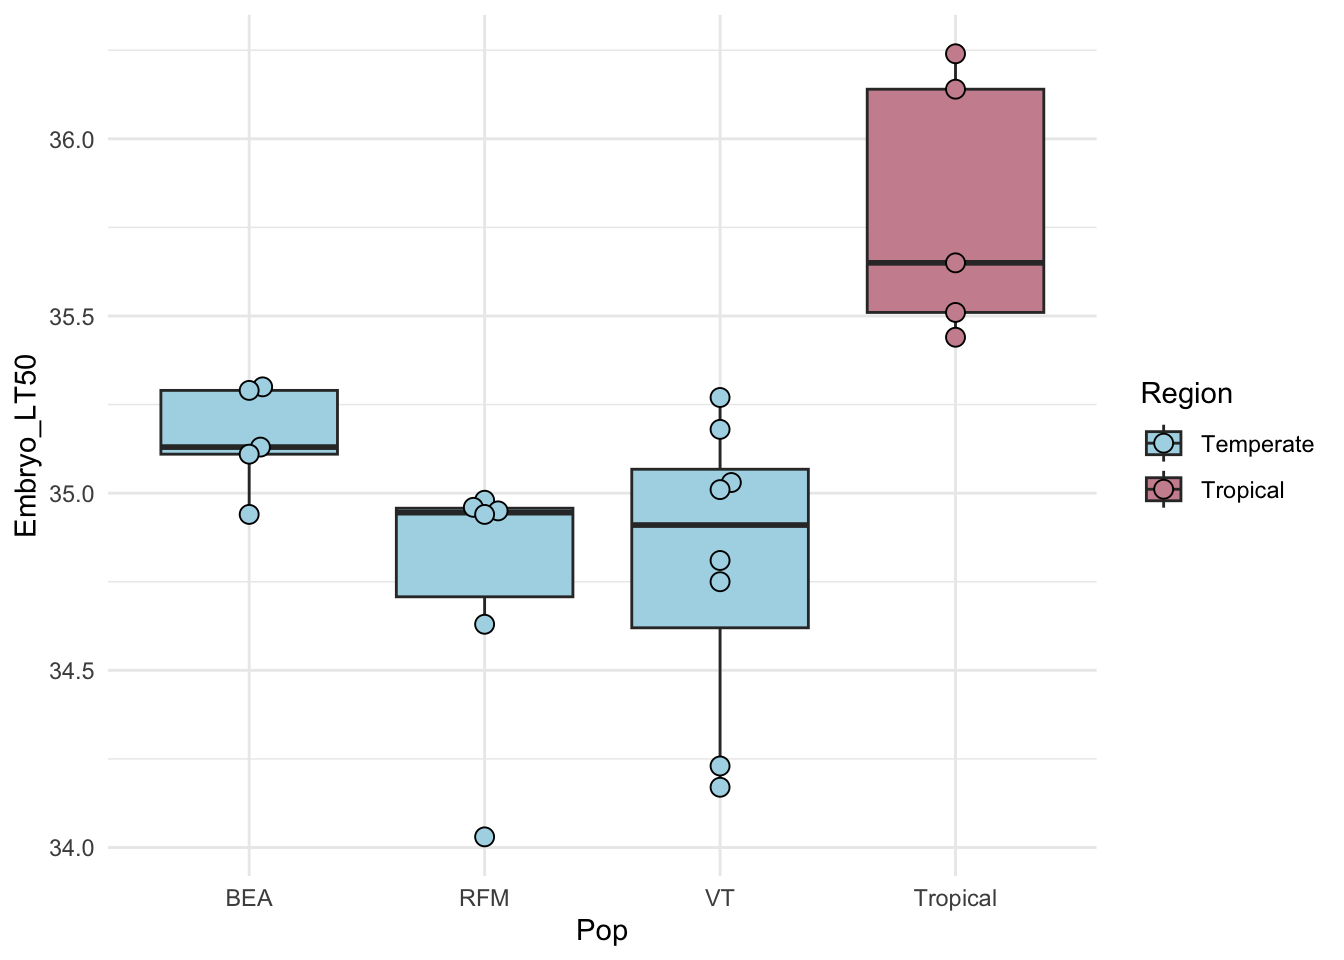 Embryo_LT50
36.0
35.5
35.0
34.5
34.0
BEA
RFM
VT
Tropical
Pop
Region
Temperate
Tropical